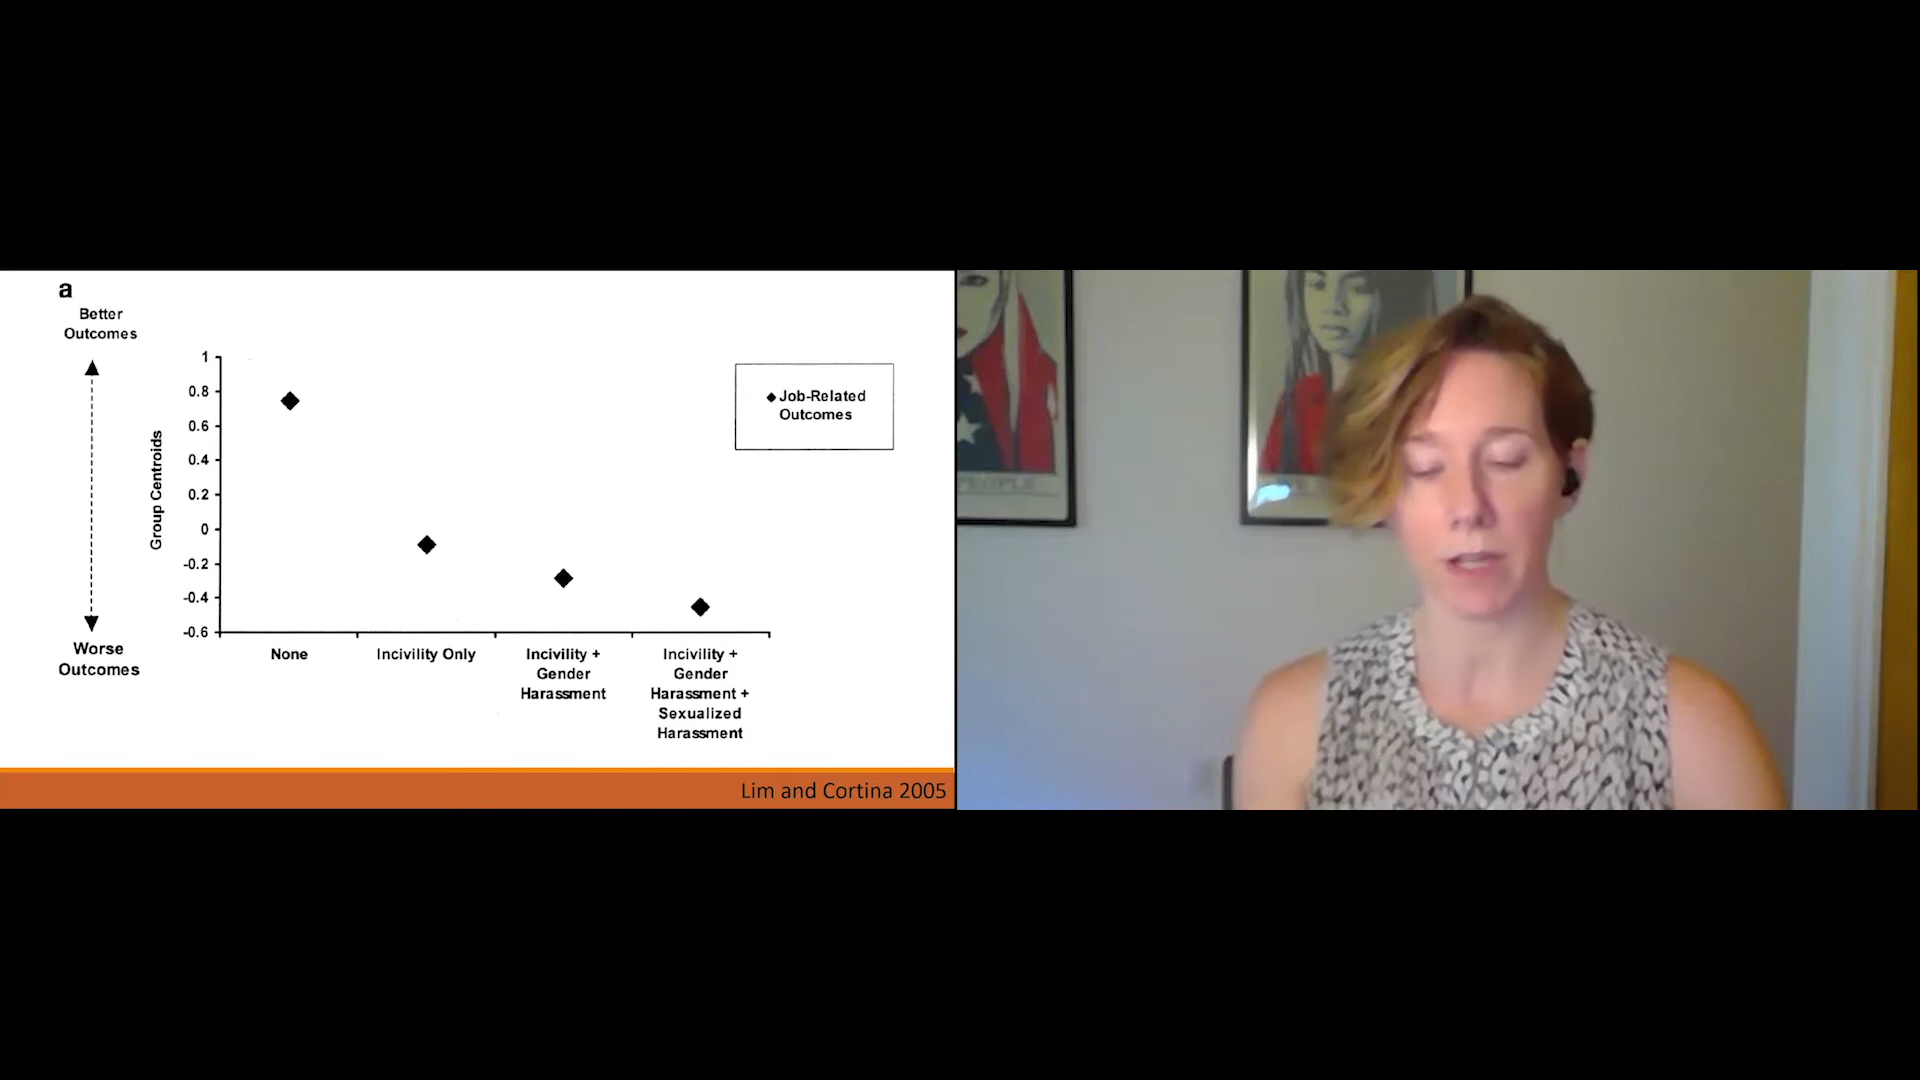 a
Better
Outcomes
1
0.8
0.6
0.4
0.2
0
-0.2
-0.4
-0.6
Group Centroids
Worse
Outcomes
None
Incivility Only
Incivility +
Gender
Harassment
Incivility +
Gender
Harassment +
Sexualized
Harassment
Job-Related
Outcomes
Lim and Cortina 2005
PEOPLE